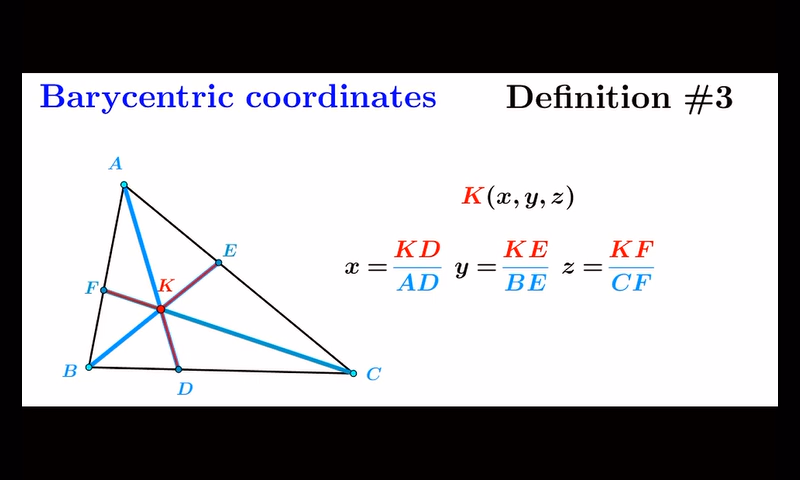 Barycentric coordinates Definition #3
A
K(x, y, z)
E
x = KD/AD y = KE/BE z = KF/CF
F K
B D C